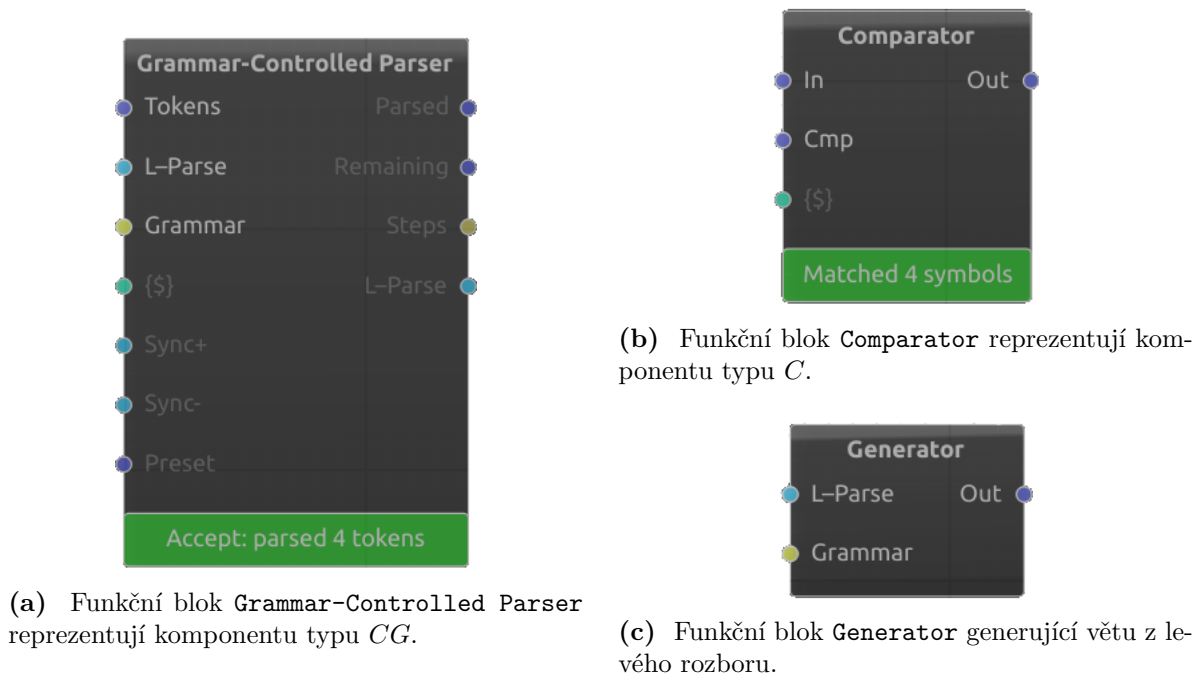 Grammar-Controlled Parser
Tokens Parsed
L–Parse Remaining
Grammar Steps
{$} L–Parse
Sync+
Sync-
Preset
Accept: parsed 4 tokens
(a) Funkční blok Grammar-Controlled Parser
reprezentují komponentu typu CG.
Comparator
In Out
Cmp
{$}
Matched 4 symbols
(b) Funkční blok Comparator reprezentují kom-
ponentu typu C.
Generator
L–Parse Out
Grammar
(c) Funkční blok Generator generující větu z le-
vého rozboru.